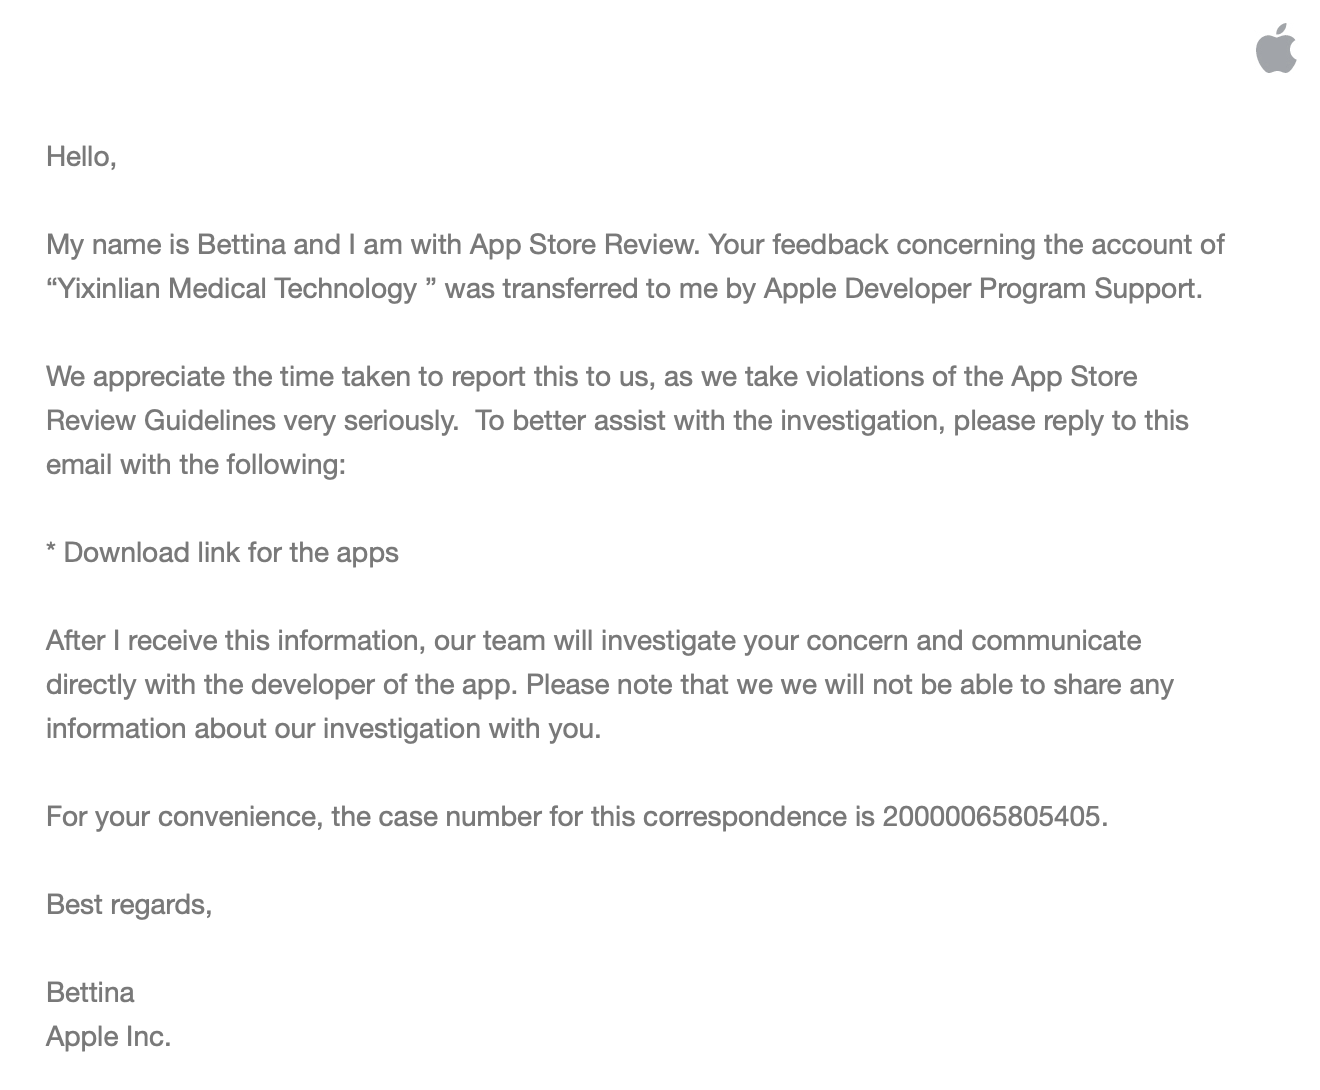 Hello,
My name is Bettina and I am with App Store Review. Your feedback concerning the account of
“Yixinlian Medical Technology ” was transferred to me by Apple Developer Program Support.
We appreciate the time taken to report this to us, as we take violations of the App Store
Review Guidelines very seriously.  To better assist with the investigation, please reply to this
email with the following:
* Download link for the apps
After I receive this information, our team will investigate your concern and communicate
directly with the developer of the app. Please note that we we will not be able to share any
information about our investigation with you.
For your convenience, the case number for this correspondence is 20000065805405.
Best regards,
Bettina
Apple Inc.